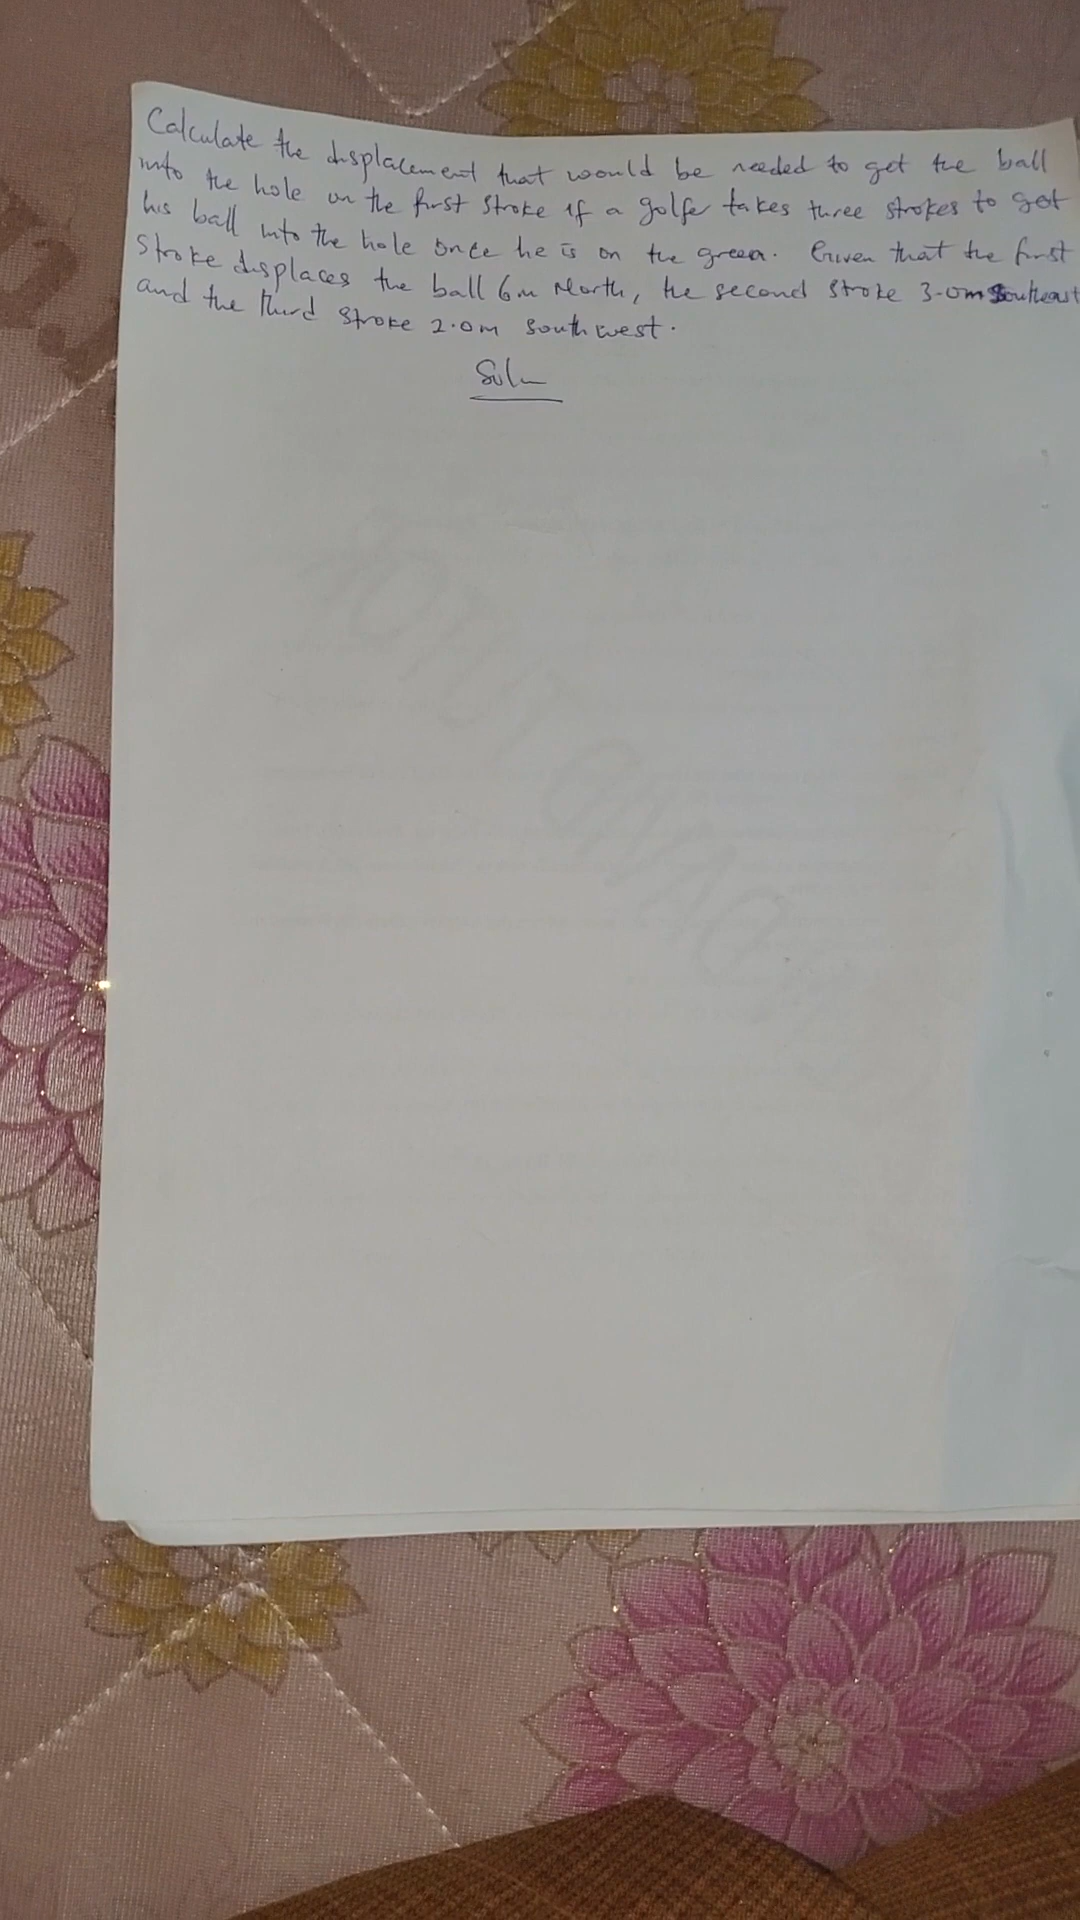 Calculate the displacement that would be needed to get the ball
into the hole on the first stroke if a golfer takes three strokes to get
his ball into the hole once he is on the green. Given that the first
stroke displaces the ball 6m North, the second stroke 3.0m Southeast
and the third stroke 2.0m southwest.
Soln